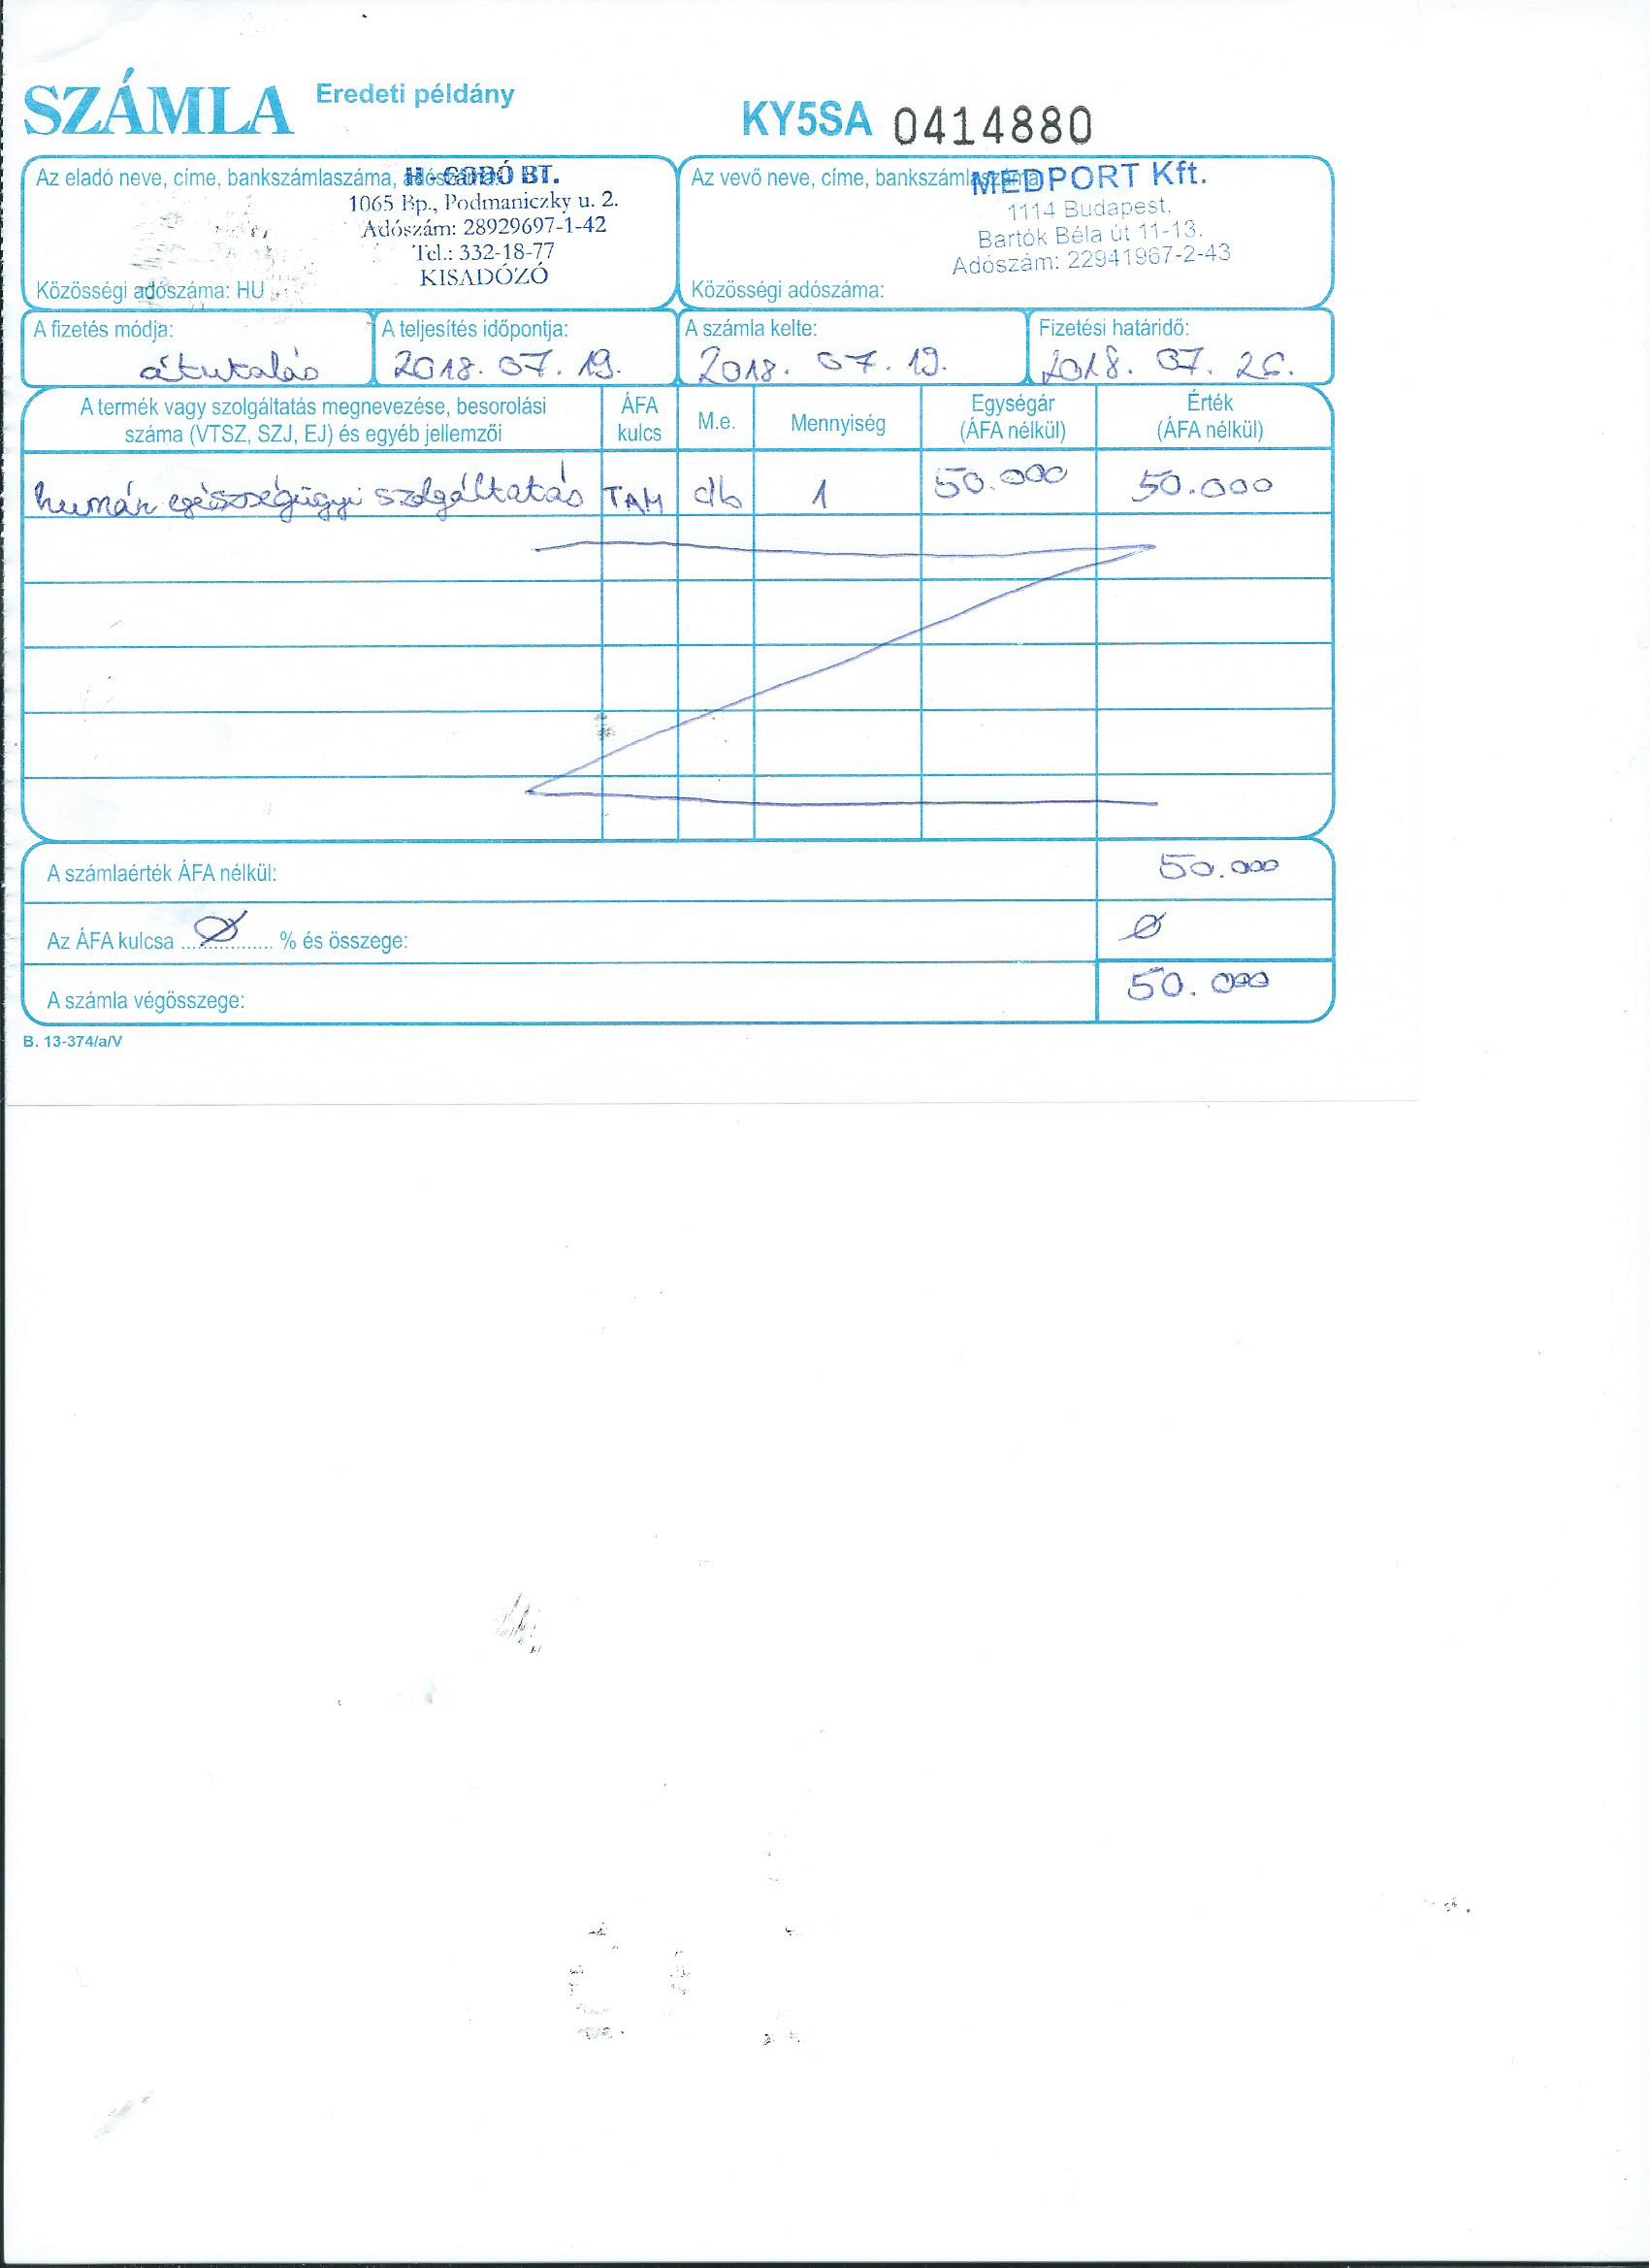 SZÁMLA Eredeti példány KY5SA 0414880
Az eladó neve, címe, bankszámlaszáma, adószáma:
BT.
1065 Bp., Podmaniczky u. 2.
Adószám: 28929697-1-42
Tel.: 332-18-77
KISADÓZÓ
Közösségi adószáma: HU
Az vevő neve, címe, bankszámlaszáma:
MEDPORT Kft.
1114 Budapest,
Bartók Béla út 11-13.
Adószám: 22941967-2-43
Közösségi adószáma:
A fizetés módja: A teljesítés időpontja: A számla kelte: Fizetési határidő:
átutalás 2018. 07. 19. 2018. 07. 19. 2018. 07. 26.
A termék vagy szolgáltatás megnevezése, besorolási ÁFA M.e. Mennyiség Egységár Érték
száma (VTSZ, SZJ, EJ) és egyéb jellemzői kulcs (ÁFA nélkül) (ÁFA nélkül)
humán egészségügyi szolgáltatás TAM db 1 50.000 50.000
A számlaérték ÁFA nélkül: 50.000
Az ÁFA kulcsa ..Ø.. % és összege: Ø
A számla végösszege: 50.000
B. 13-374/a/V